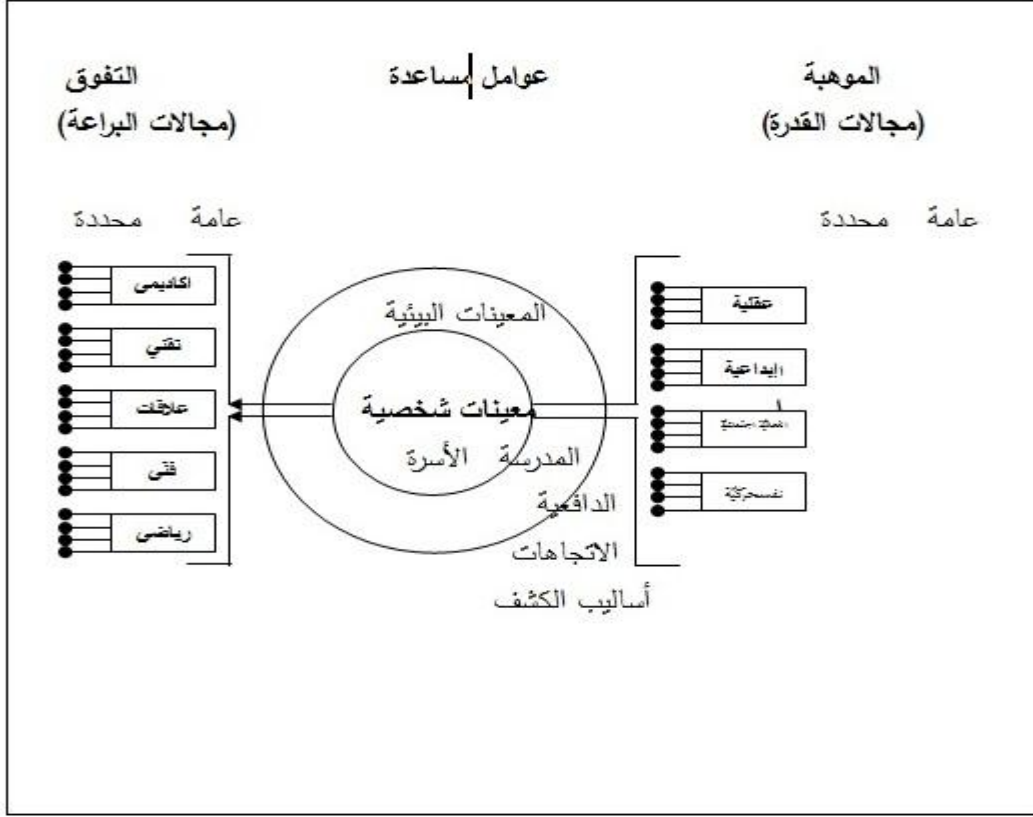 الموهبة
(مجالات القدرة)
عوامل مساعدة
التفوق
(مجالات البراعة)
عامة محددة
عامة محددة
عقلية
إبداعية
نفسحركية
المعينات البيئية
معينات شخصية
المدرسة الأسرة
الدافعية
الاتجاهات
أساليب الكشف
اكاديمى
تقني
علاقات
فنى
رياضى